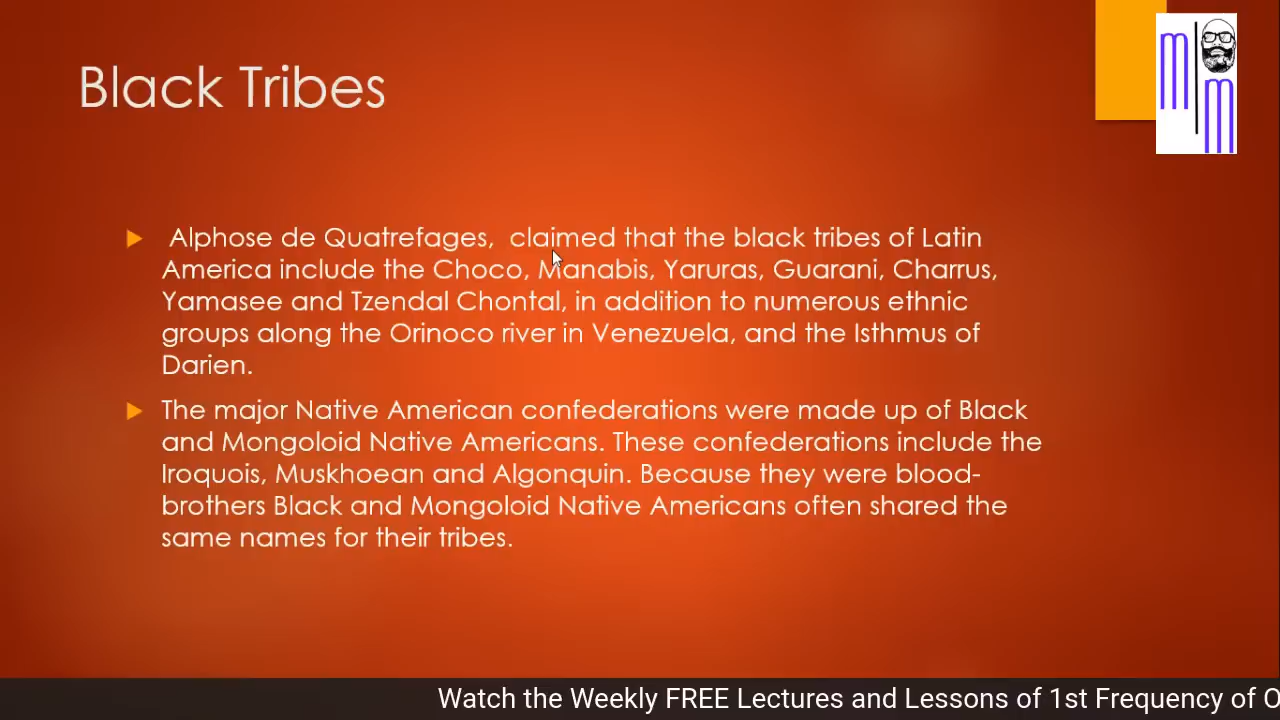 Black Tribes
Alphose de Quatrefages, claimed that the black tribes of Latin
America include the Choco, Manabis, Yaruras, Guarani, Charrus,
Yamasee and Tzendal Chontal, in addition to numerous ethnic
groups along the Orinoco river in Venezuela, and the Isthmus of
Darien.
The major Native American confederations were made up of Black
and Mongoloid Native Americans. These confederations include the
Iroquois, Muskhoean and Algonquin. Because they were blood-
brothers Black and Mongoloid Native Americans often shared the
same names for their tribes.
m
m
Watch the Weekly FREE Lectures and Lessons of 1st Frequency of